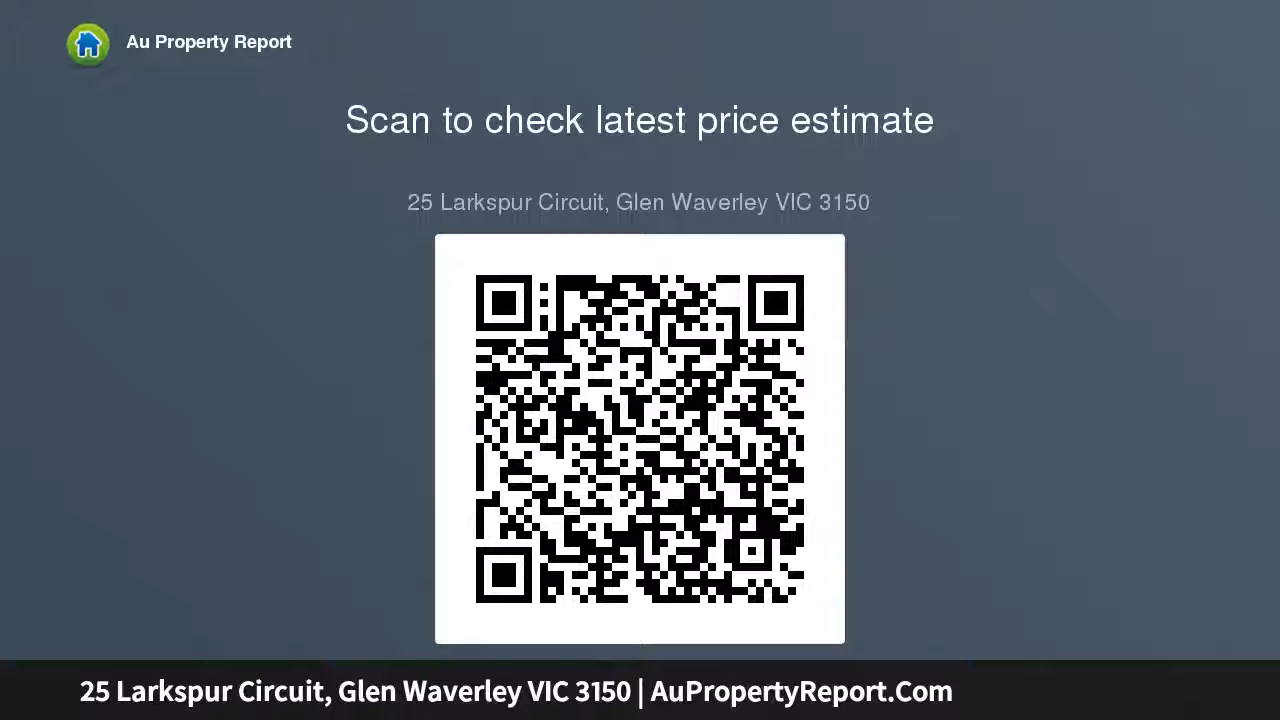 Au Property Report
Scan to check latest price estimate
25 Larkspur Circuit, Glen Waverley VIC 3150
25 Larkspur Circuit, Glen Waverley VIC 3150 | AuPropertyReport.Com